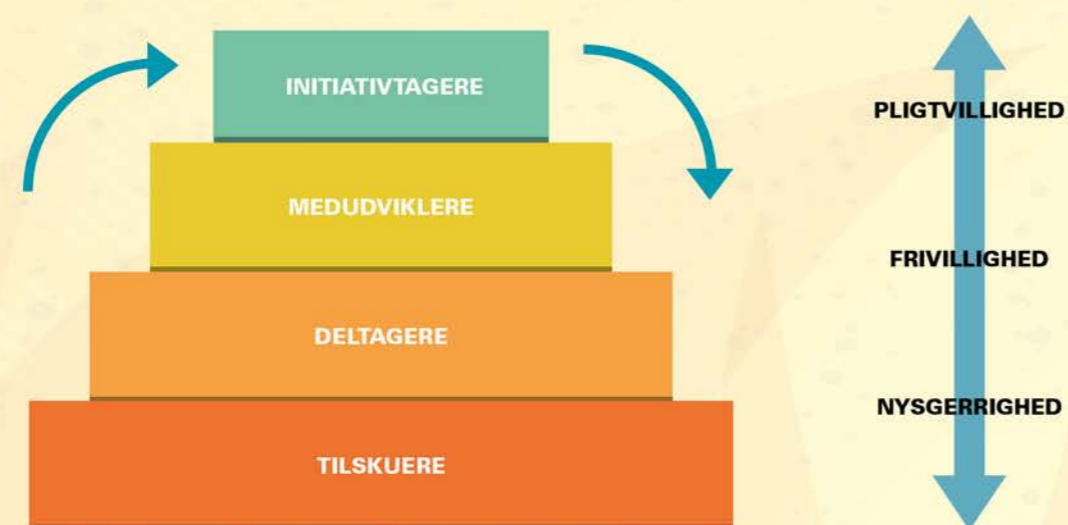 INITIATIVTAGERE
MEDUDVIKLERE
DELTAGERE
TILSKUERE
PLIGTVILLIGHED
FRIVILLIGHED
NYSGERRIGHED